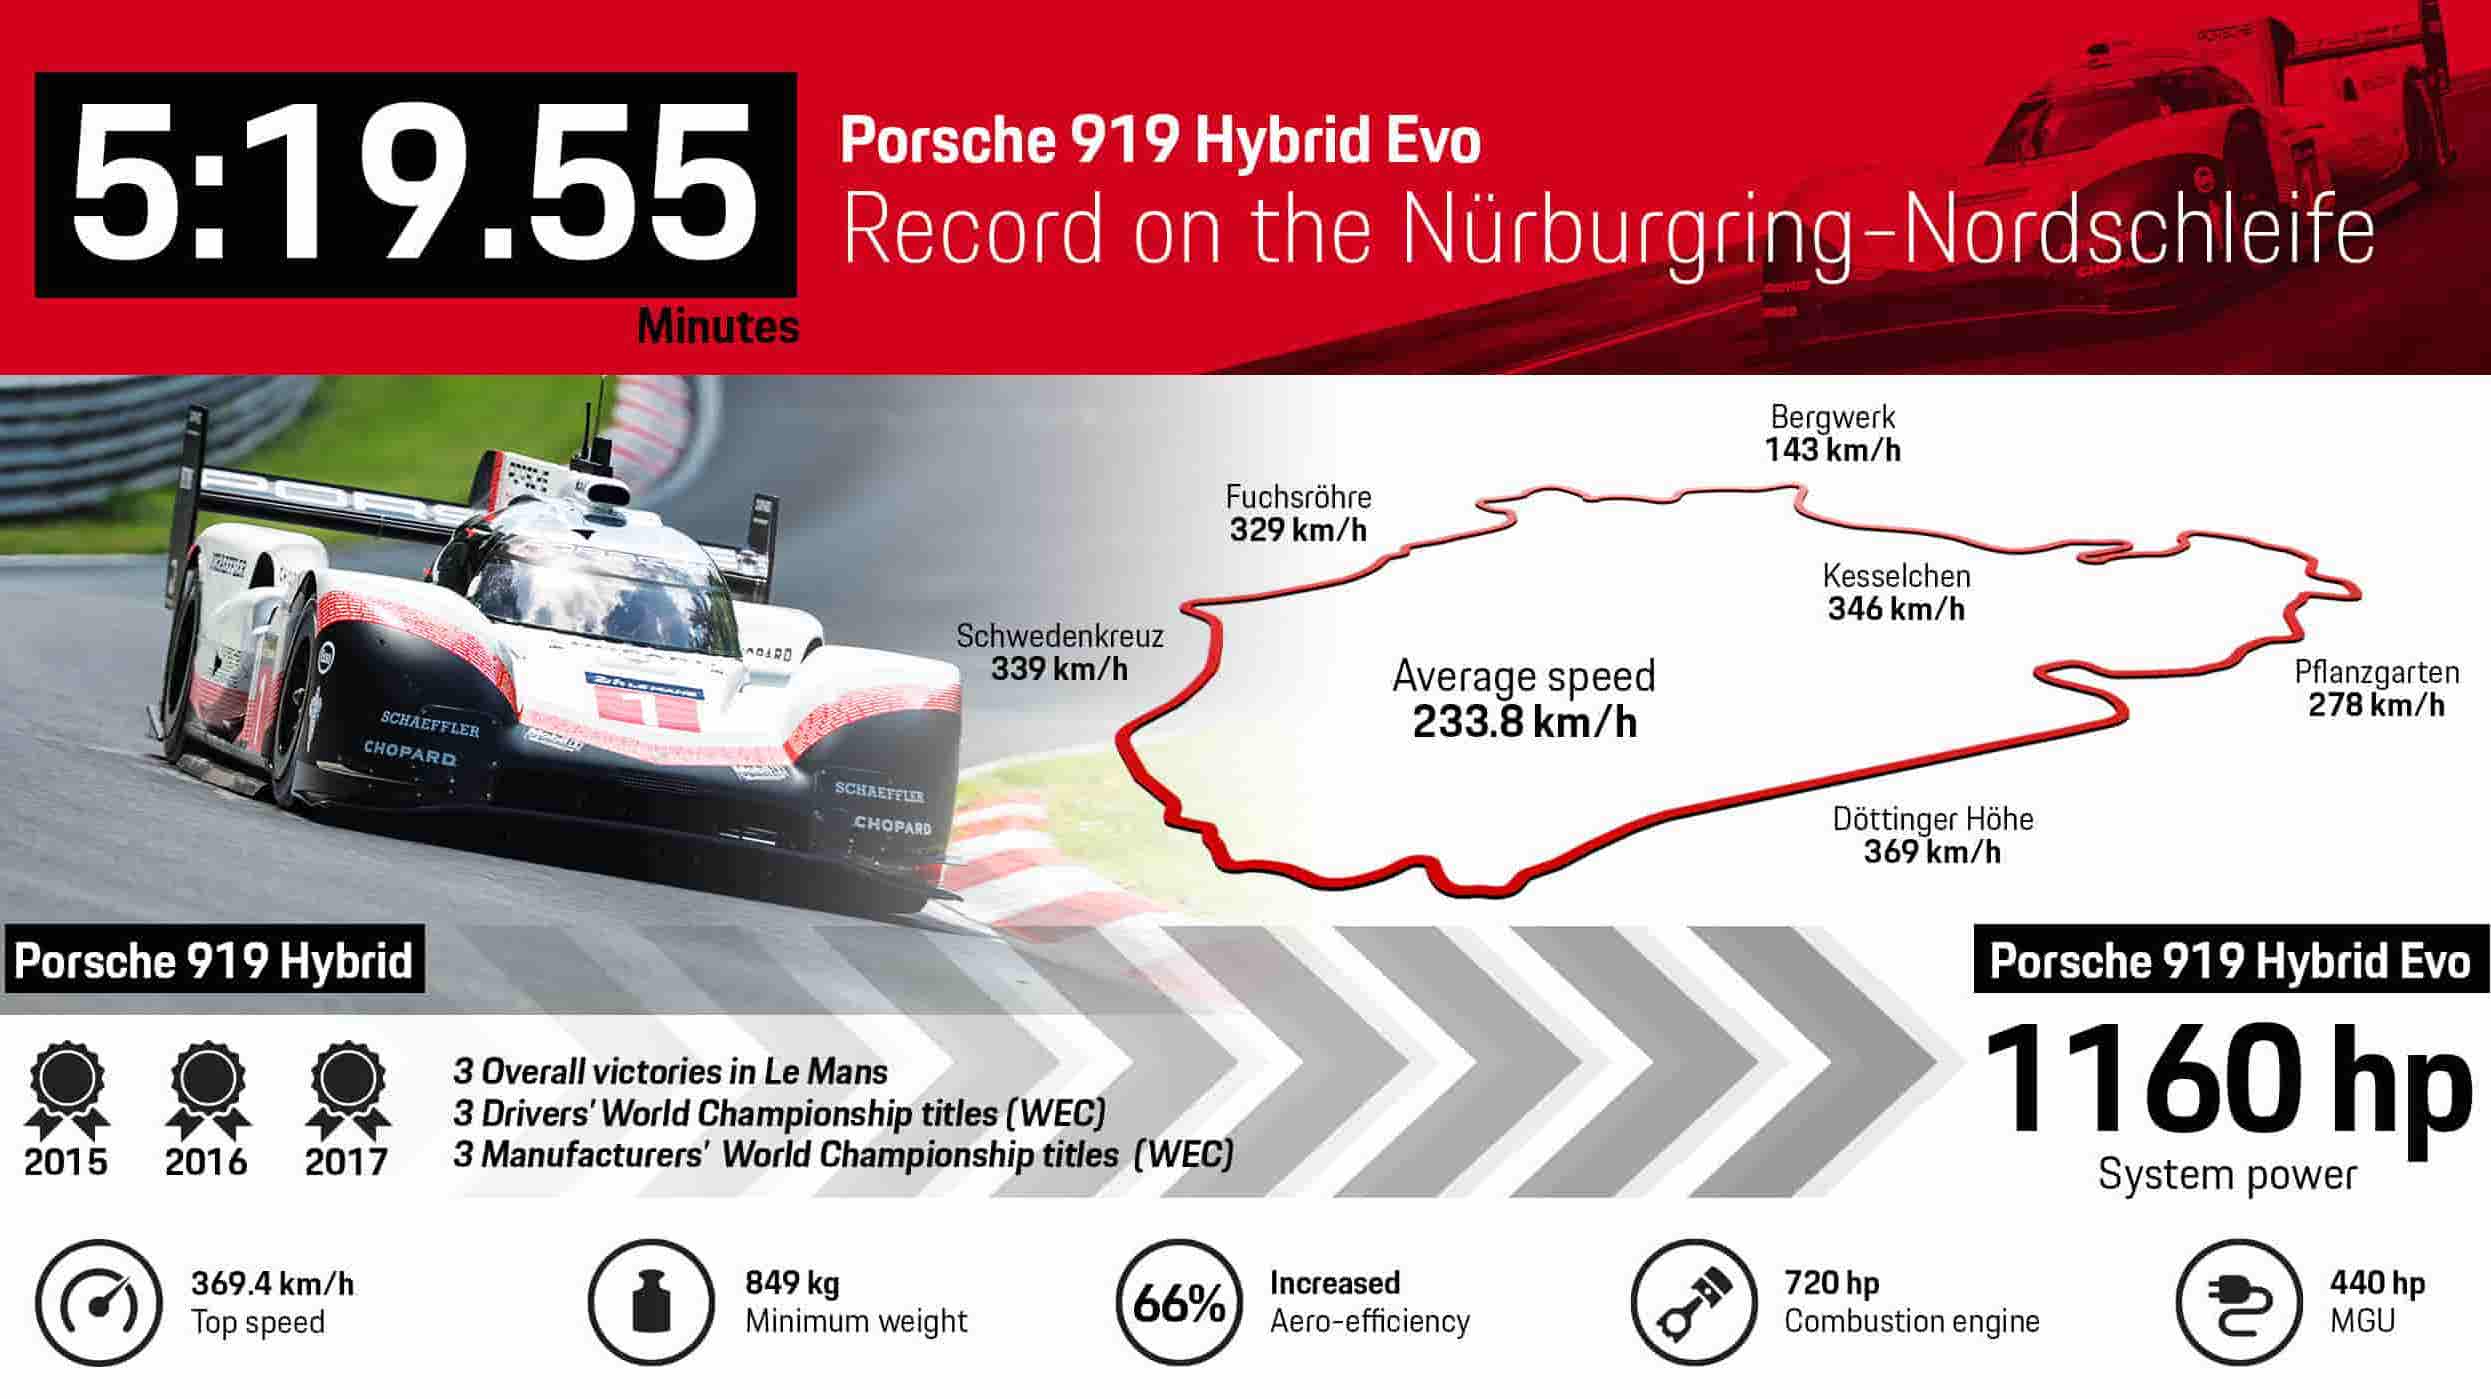 5:19.55
Minutes
Porsche 919 Hybrid Evo
Record on the Nürburgring-Nordschleife
Bergwerk
143 km/h
Fuchsröhre
329 km/h
Kesselchen
346 km/h
Schwedenkreuz
339 km/h
Average speed
233.8 km/h
Pflanzgarten
278 km/h
Döttinger Höhe
369 km/h
SCHAEFFLER
CHOPARD
SCHAEFFLER
CHOPARD
1
Porsche 919 Hybrid
Porsche 919 Hybrid Evo
2015
2016
2017
3 Overall victories in Le Mans
3 Drivers' World Championship titles (WEC)
3 Manufacturers' World Championship titles (WEC)
1160 hp
System power
369.4 km/h
Top speed
849 kg
Minimum weight
66%
Increased
Aero-efficiency
720 hp
Combustion engine
440 hp
MGU